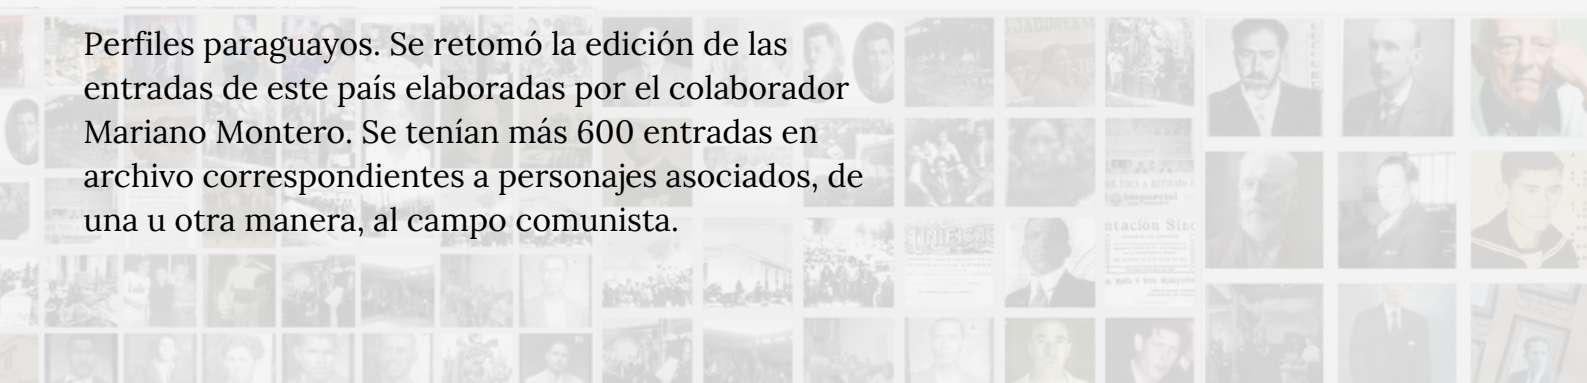 Perfiles paraguayos. Se retomó la edición de las
entradas de este país elaboradas por el colaborador
Mariano Montero. Se tenían más 600 entradas en
archivo correspondientes a personajes asociados, de
una u otra manera, al campo comunista.